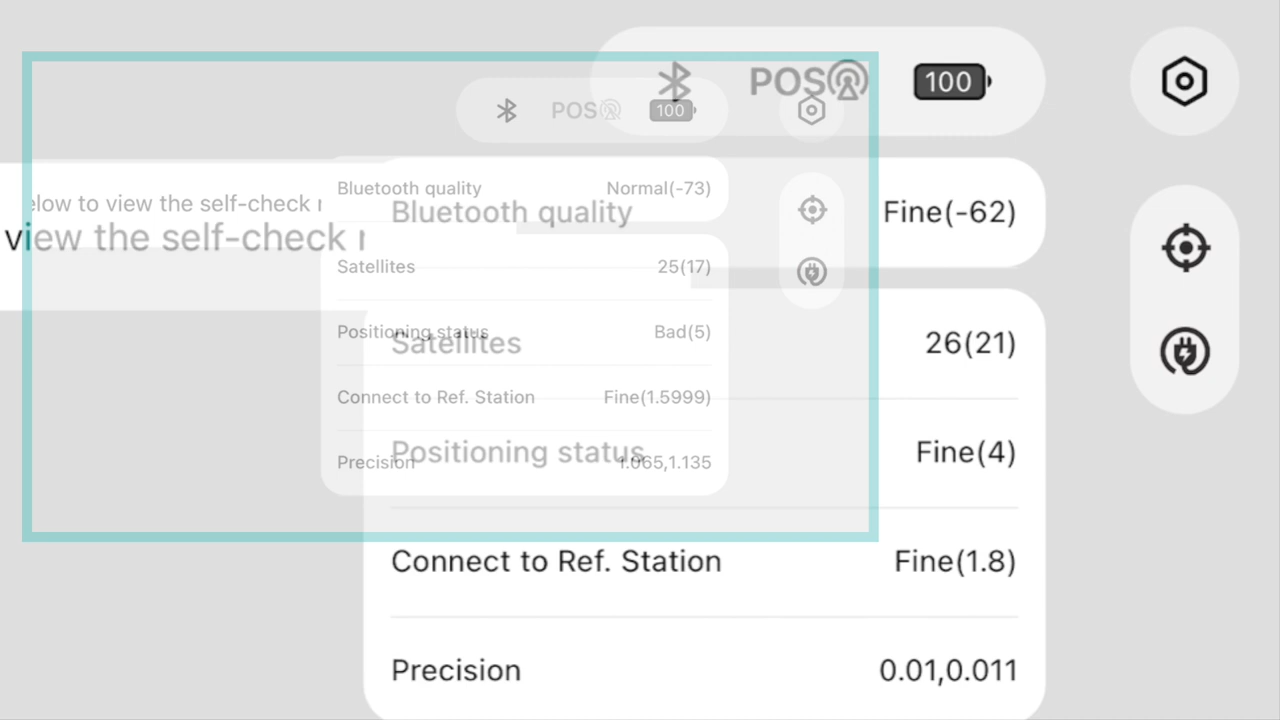 POS 100
POS 100
Bluetooth quality Normal(-73)
elow to view the self-check r
Bluetooth quality Fine(-62)
view the self-check r
Satellites 25(17)
Positioning status Bad(5)
Satellites 26(21)
Connect to Ref. Station Fine(1.5999)
Positioning status Fine(4)
Precision 1.065,1.135
Connect to Ref. Station Fine(1.8)
Precision 0.01,0.011